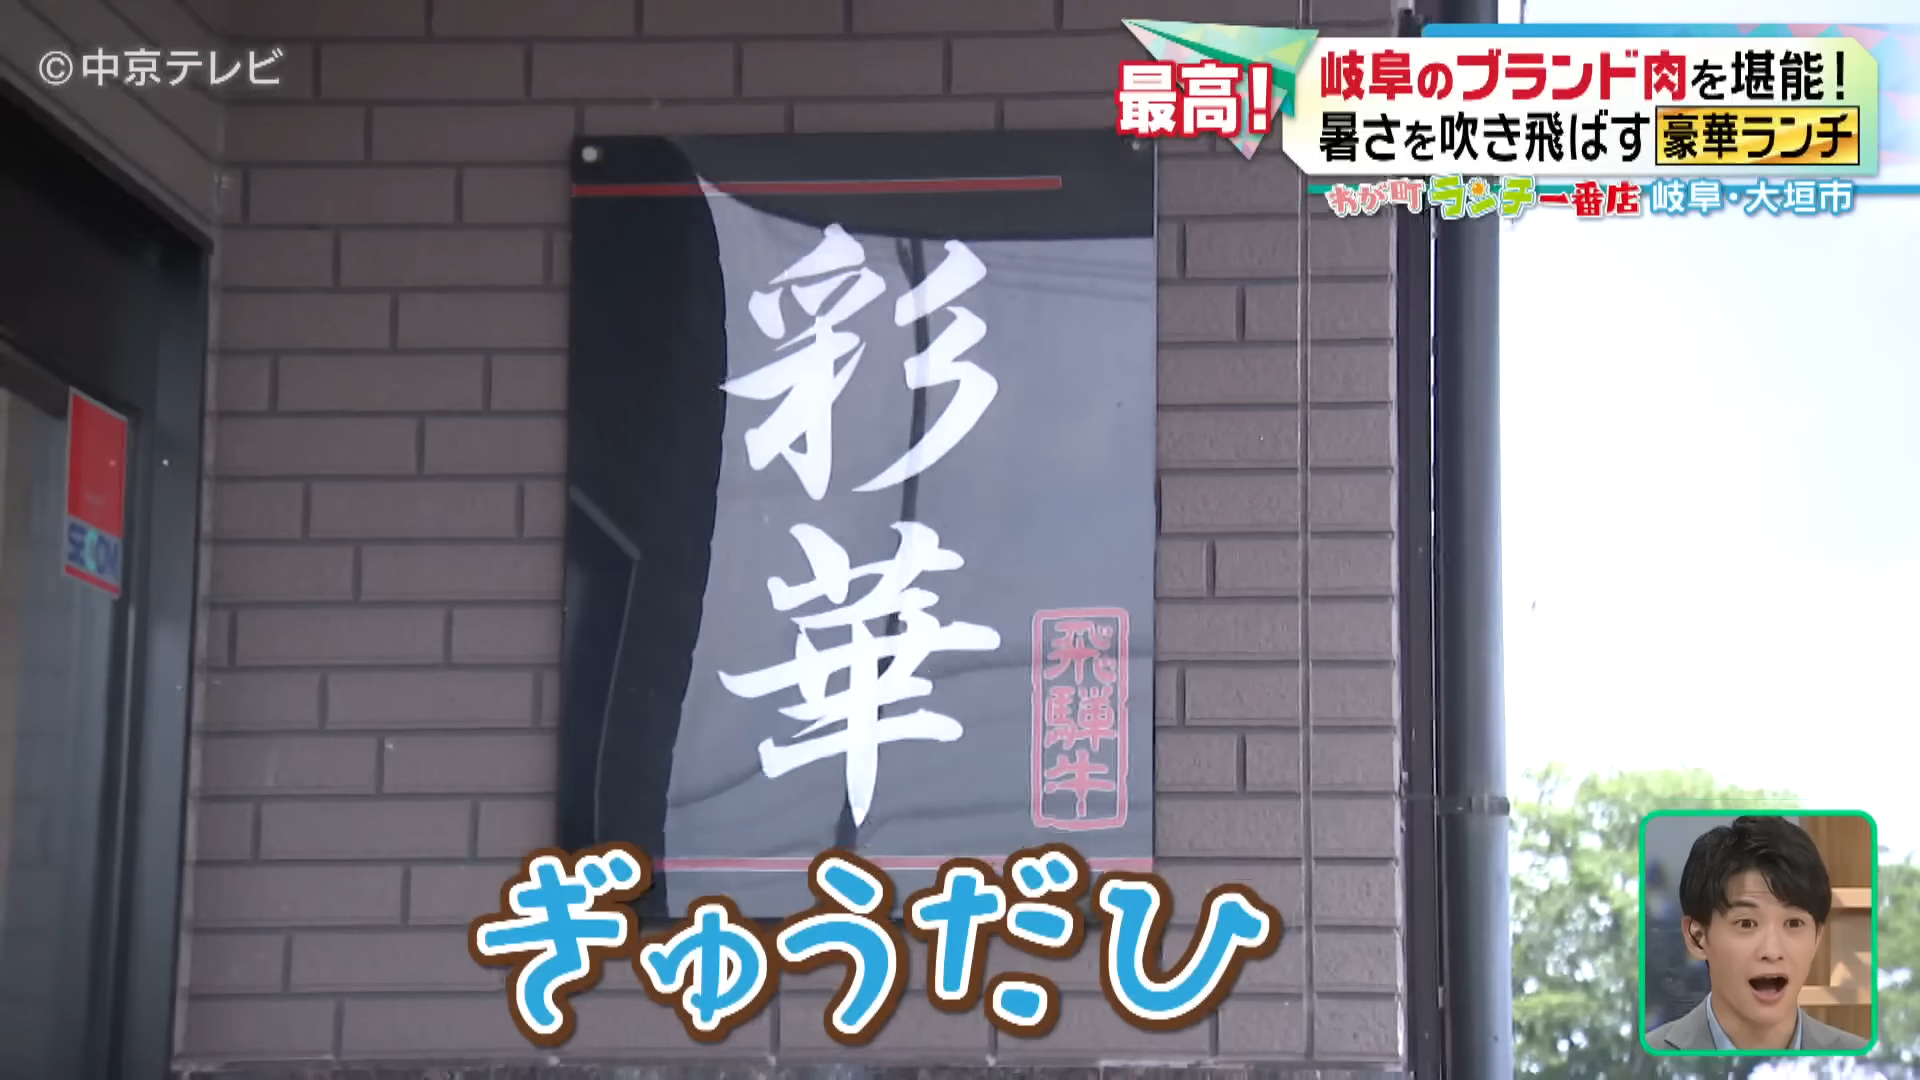 ©中京テレビ
最高!
岐阜のブランド肉を堪能!
暑さを吹き飛ばす豪華ランチ
わが町ランチ一番店 岐阜・大垣市
彩華
飛騨牛
SECOM
ぎゅうだひ